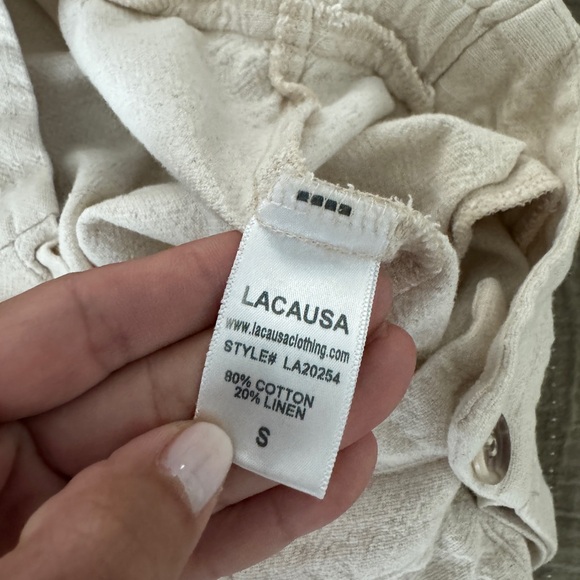 LACAUSA
www.lacausaclothing.com
STYLE# LA20254
80% COTTON
20% LINEN
S